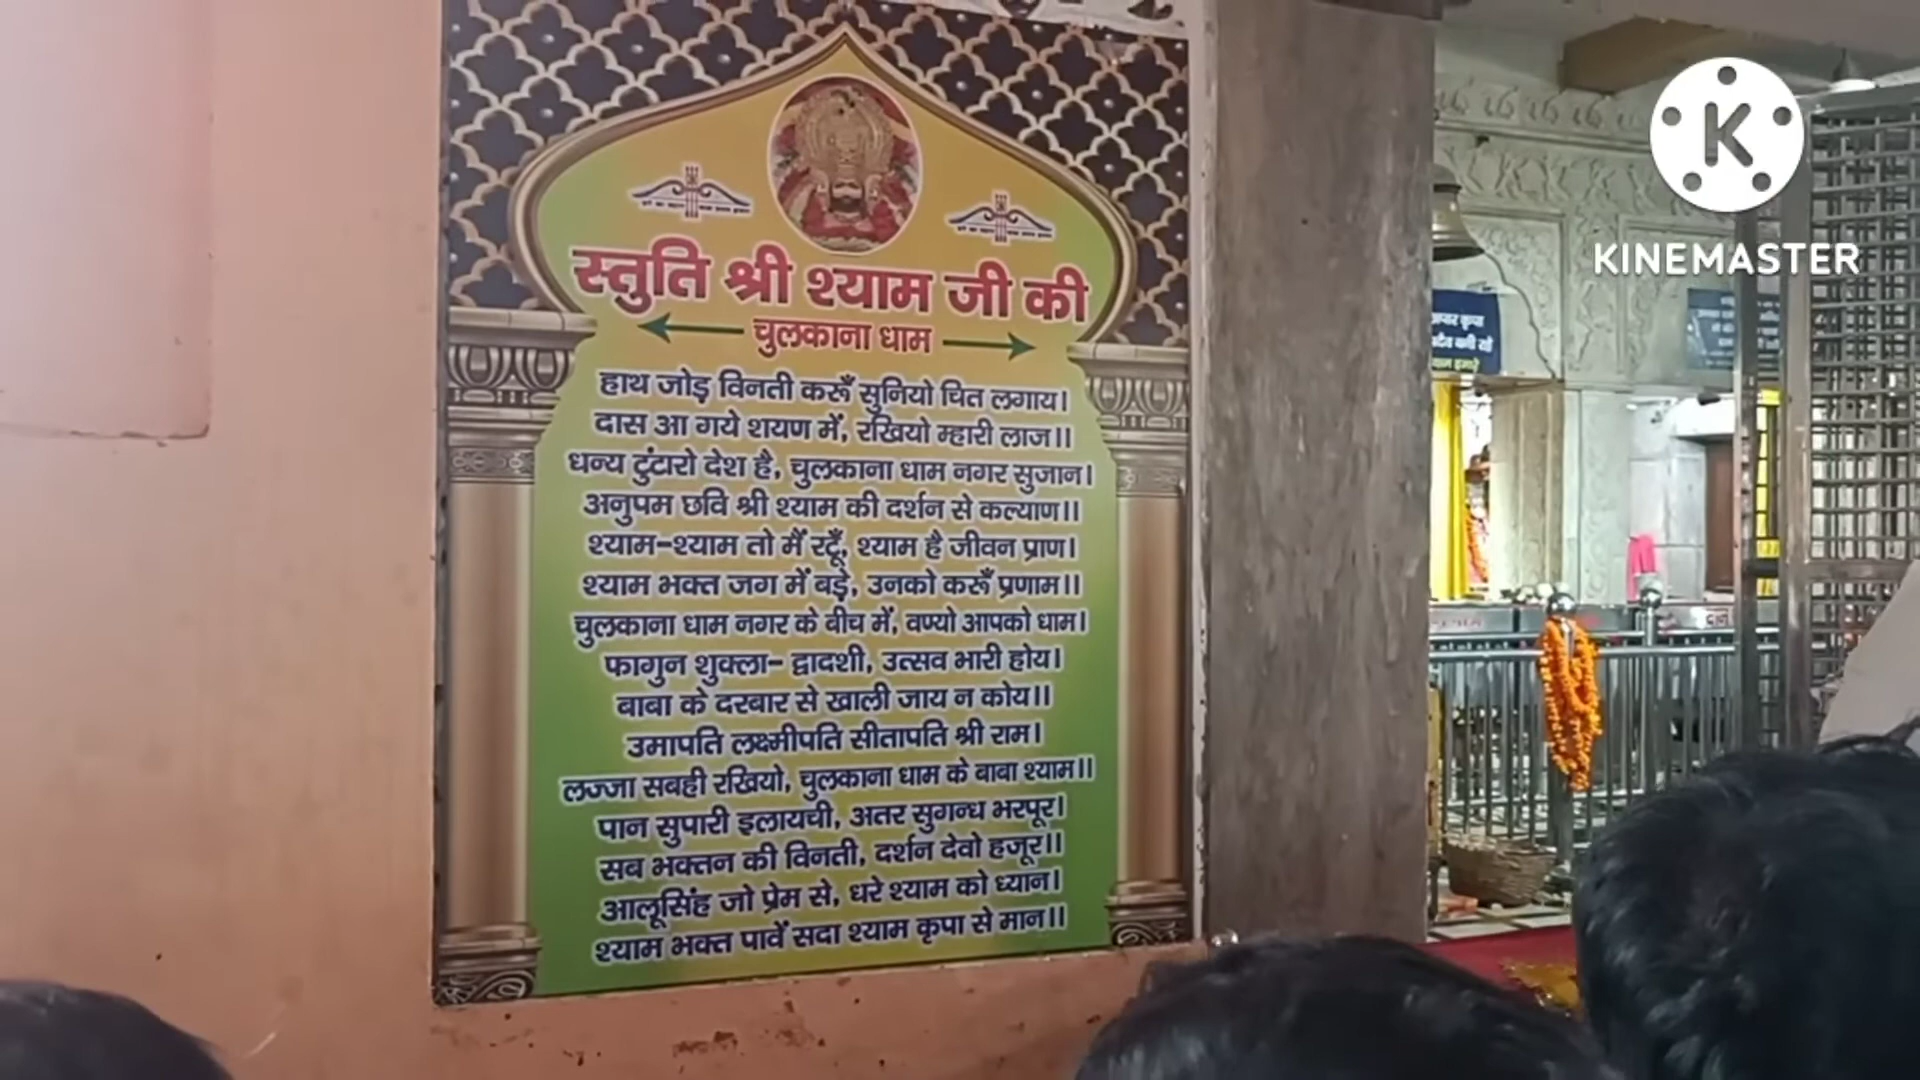 स्तुति श्री श्याम जी की
चुलकाना धाम
हाथ जोड़ विनती करूँ सुनियो चित लगाय।
दास आ गये शयण में, रखियो म्हारी लाज॥
धन्य टुंटारो देश है, चुलकाना धाम नगर सुजान।
अनुपम छवि श्री श्याम की दर्शन से कल्याण॥
श्याम-श्याम तो मैं रटूँ, श्याम है जीवन प्राण।
श्याम भक्त जग में बड़े, उनको करूँ प्रणाम॥
चुलकाना धाम नगर के बीच में, वण्यो आपको धाम।
फागुन शुक्ला- द्वादशी, उत्सव भारी होय।
बाबा के दरबार से खाली जाय न कोय॥
उमापति लक्ष्मीपति सीतापति श्री राम।
लज्जा सबही रखियो, चुलकाना धाम के बाबा श्याम॥
पान सुपारी इलायची, अतर सुगन्ध भरपूर।
सब भक्तन की विनती, दर्शन देवो हजूर॥
आलूसिंह जो प्रेम से, धरे श्याम को ध्यान।
श्याम भक्त पावें सदा श्याम कृपा से मान॥
K
KINEMASTER
कृपा